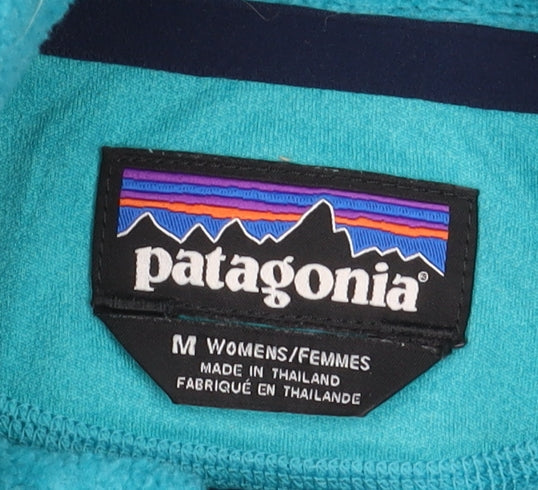 patagonia®
M WOMENS/FEMMES
MADE IN THAILAND
FABRIQUÉ EN THAILANDE